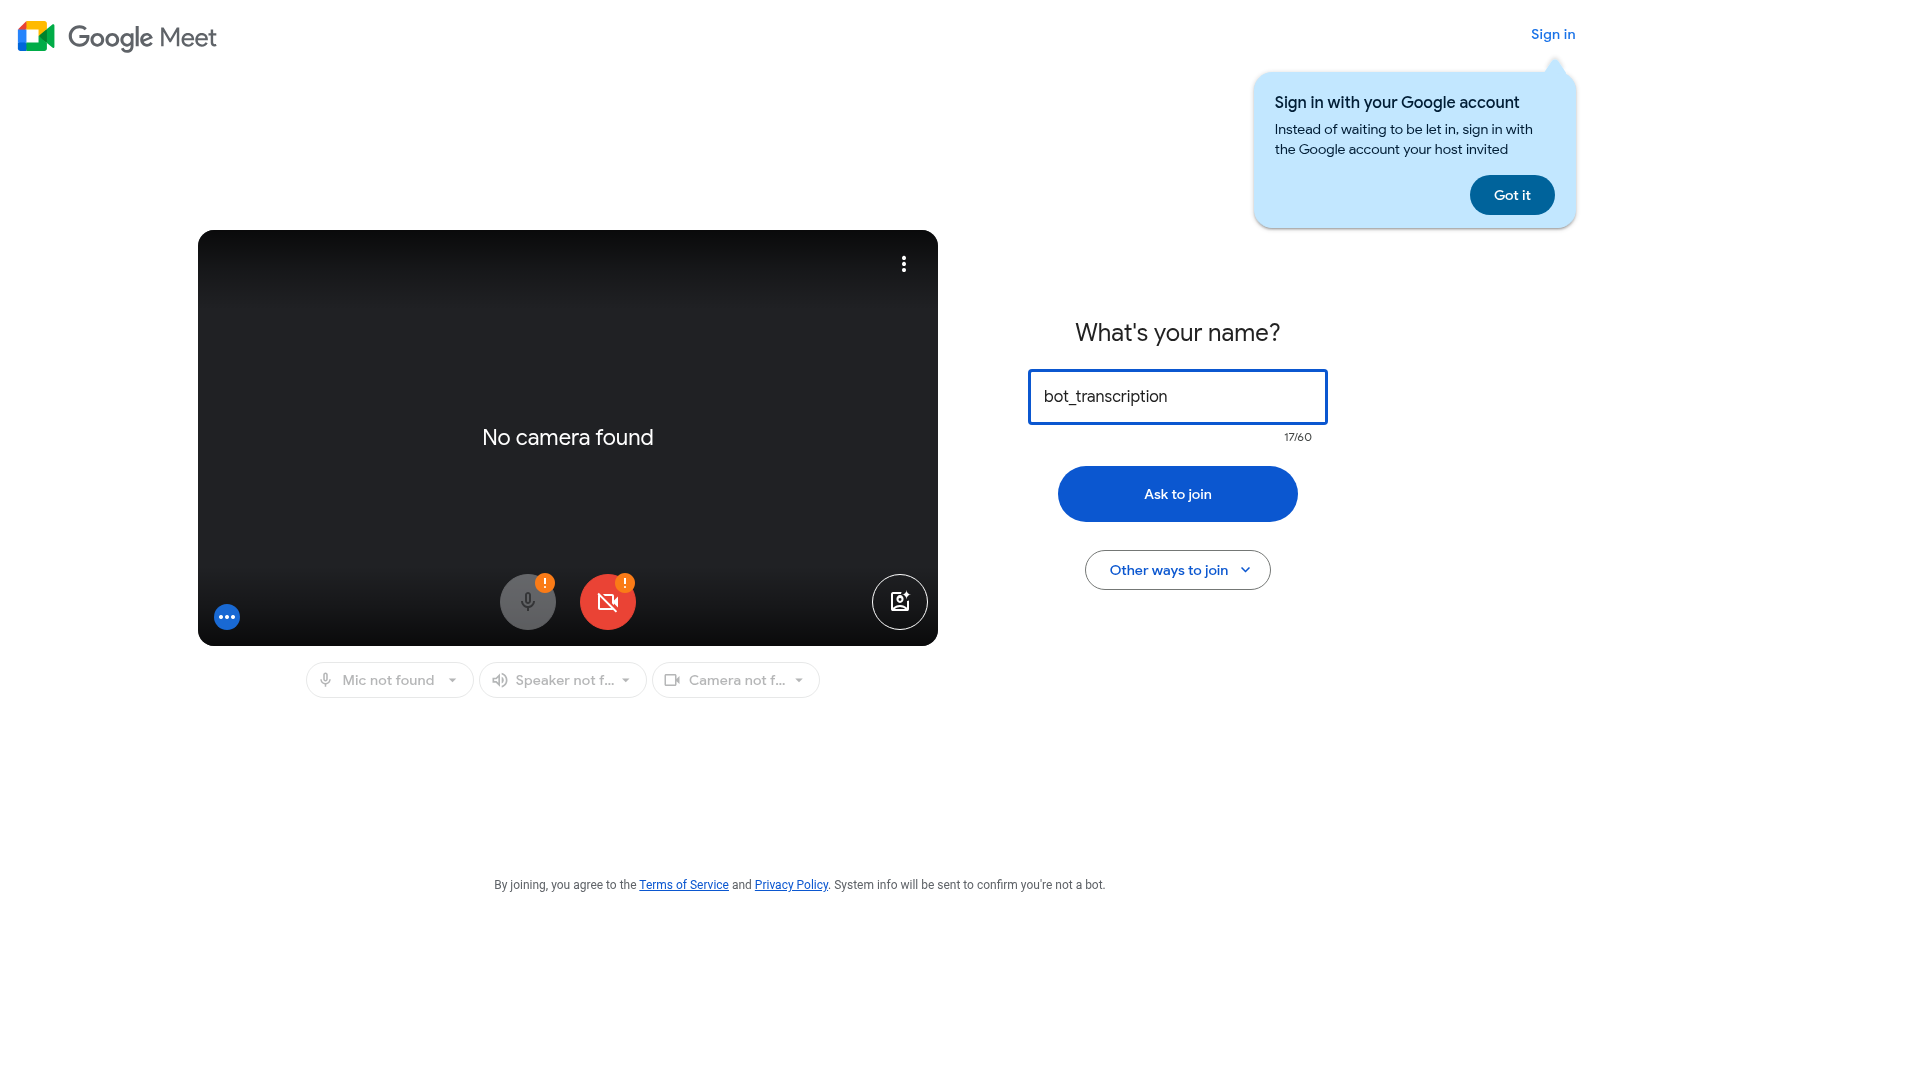 Google Meet
Sign in
Sign in with your Google account
Instead of waiting to be let in, sign in with
the Google account your host invited
Got it
No camera found
What's your name?
bot_transcription
17/60
Ask to join
Other ways to join
Mic not found
Speaker not f...
Camera not f...
By joining, you agree to the Terms of Service and Privacy Policy. System info will be sent to confirm you're not a bot.